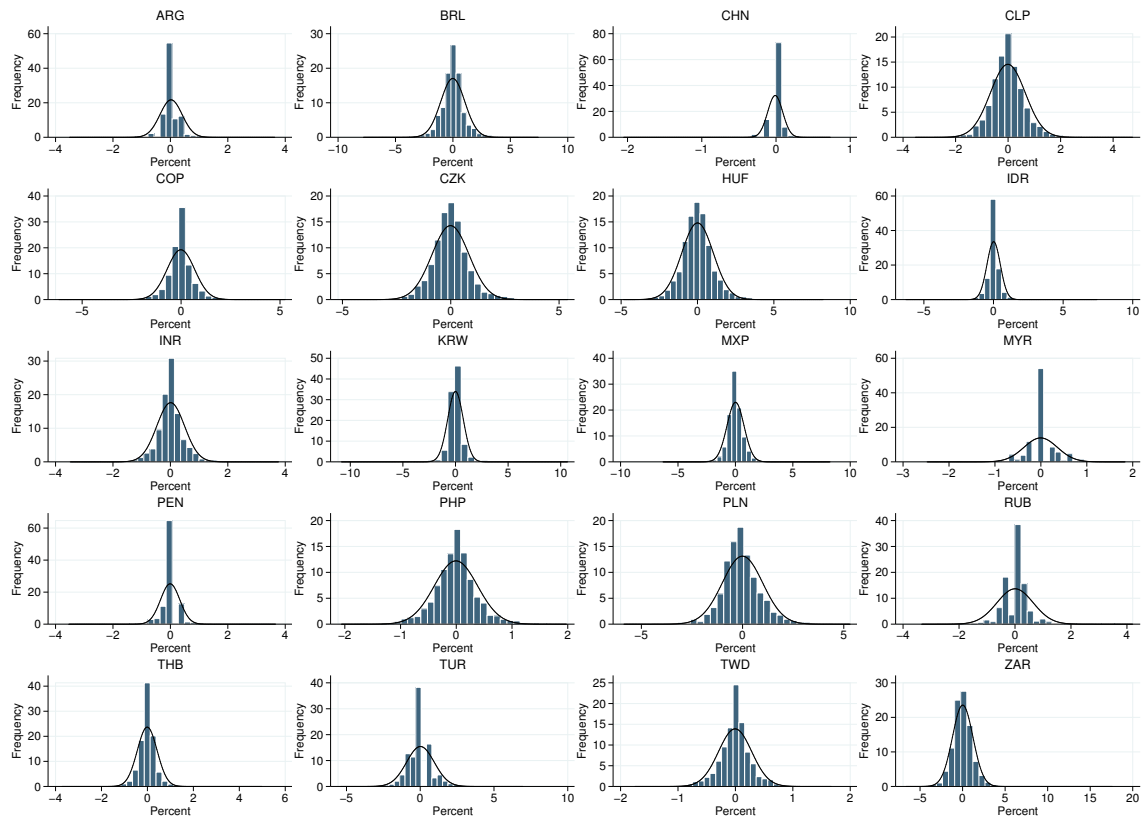 ARG BRL CHN CLP
Frequency 0 20 40 60 Frequency 0 10 20 30 Frequency 0 20 40 60 80 Frequency 0 5 10 15 20
−4 −2 0 2 4 −10 −5 0 5 10 −2 −1 0 1 −4 −2 0 2 4
Percent Percent Percent Percent
COP CZK HUF IDR
Frequency 0 10 20 30 40 Frequency 0 5 10 15 20 Frequency 0 5 10 15 20 Frequency 0 20 40 60
−5 0 5 −5 0 5 −5 0 5 10 −5 0 5 10
Percent Percent Percent Percent
INR KRW MXP MYR
Frequency 0 10 20 30 Frequency 0 10 20 30 40 50 Frequency 0 10 20 30 40 Frequency 0 20 40 60
−4 −2 0 2 4 −10 −5 0 5 10 −10 −5 0 5 10 −3 −2 −1 0 1 2
Percent Percent Percent Percent
PEN PHP PLN RUB
Frequency 0 20 40 60 Frequency 0 5 10 15 20 Frequency 0 5 10 15 20 Frequency 0 10 20 30 40
−4 −2 0 2 4 −2 −1 0 1 2 −5 0 5 −4 −2 0 2 4
Percent Percent Percent Percent
THB TUR TWD ZAR
Frequency 0 10 20 30 40 Frequency 0 10 20 30 40 Frequency 0 5 10 15 20 25 Frequency 0 10 20 30
−4 −2 0 2 4 6 −5 0 5 10 −2 −1 0 1 2 −5 0 5 10 15 20
Percent Percent Percent Percent